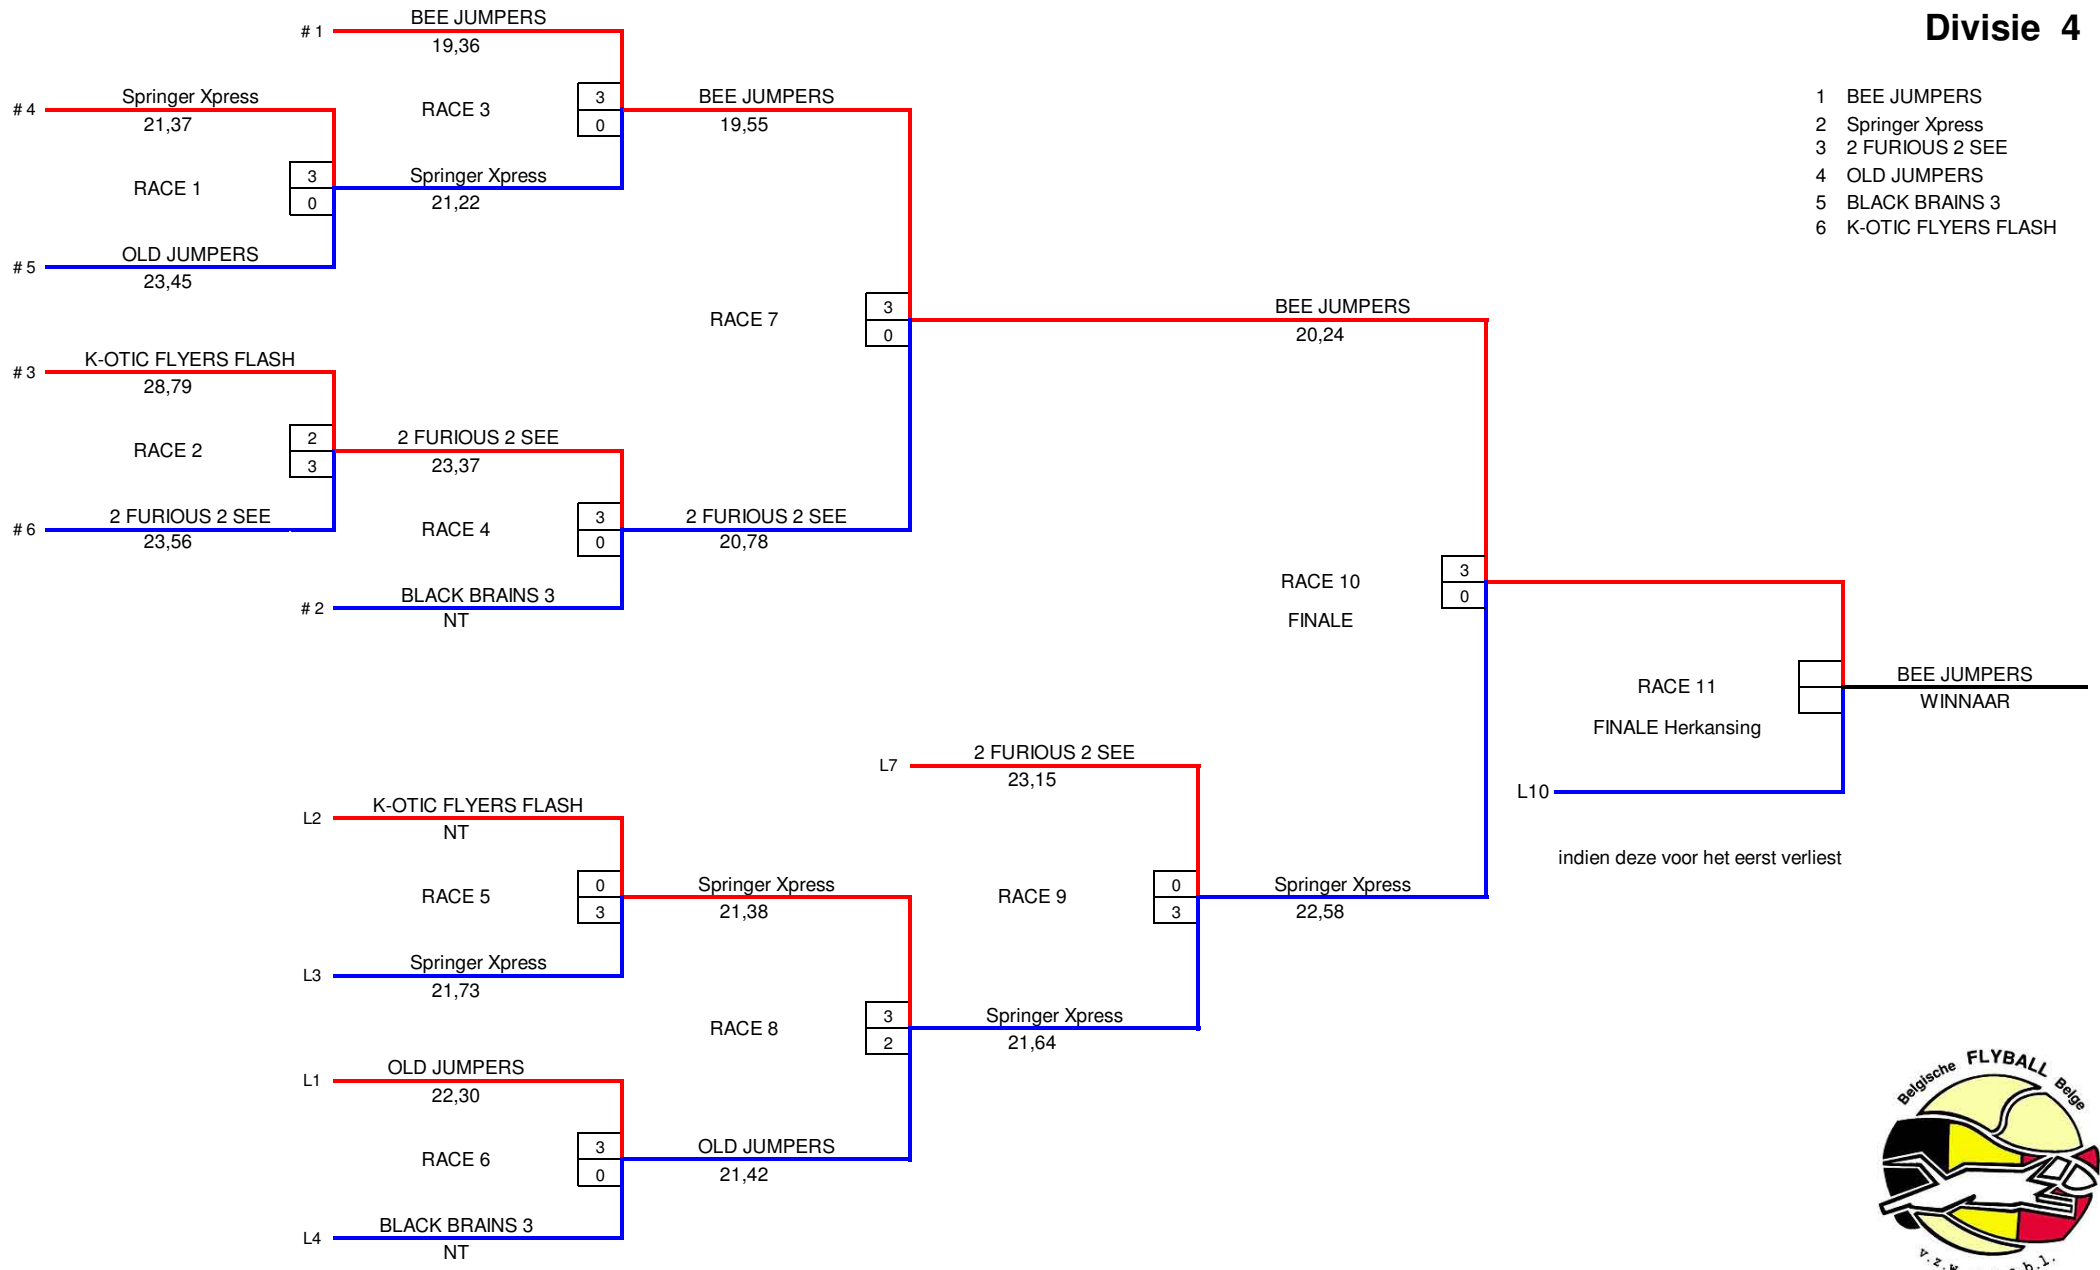 Divisie 4
1 BEE JUMPERS
2 Springer Xpress
3 2 FURIOUS 2 SEE
4 OLD JUMPERS
5 BLACK BRAINS 3
6 K-OTIC FLYERS FLASH
# 1
BEE JUMPERS
19,36
# 4
Springer Xpress
21,37
RACE 1
3
0
# 5
OLD JUMPERS
23,45
RACE 3
3
0
Springer Xpress
21,22
BEE JUMPERS
19,55
# 3
K-OTIC FLYERS FLASH
28,79
RACE 2
2
3
# 6
2 FURIOUS 2 SEE
23,56
2 FURIOUS 2 SEE
23,37
RACE 4
3
0
# 2
BLACK BRAINS 3
NT
2 FURIOUS 2 SEE
20,78
RACE 7
3
0
BEE JUMPERS
20,24
RACE 10
FINALE
3
0
RACE 11
FINALE Herkansing
BEE JUMPERS
WINNAAR
L10
indien deze voor het eerst verliest
L7
2 FURIOUS 2 SEE
23,15
L2
K-OTIC FLYERS FLASH
NT
RACE 5
0
3
L3
Springer Xpress
21,73
Springer Xpress
21,38
RACE 9
0
3
Springer Xpress
22,58
RACE 8
3
2
Springer Xpress
21,64
L1
OLD JUMPERS
22,30
RACE 6
3
0
L4
BLACK BRAINS 3
NT
OLD JUMPERS
21,42
Belgische FLYBALL Belge
v.z.w.